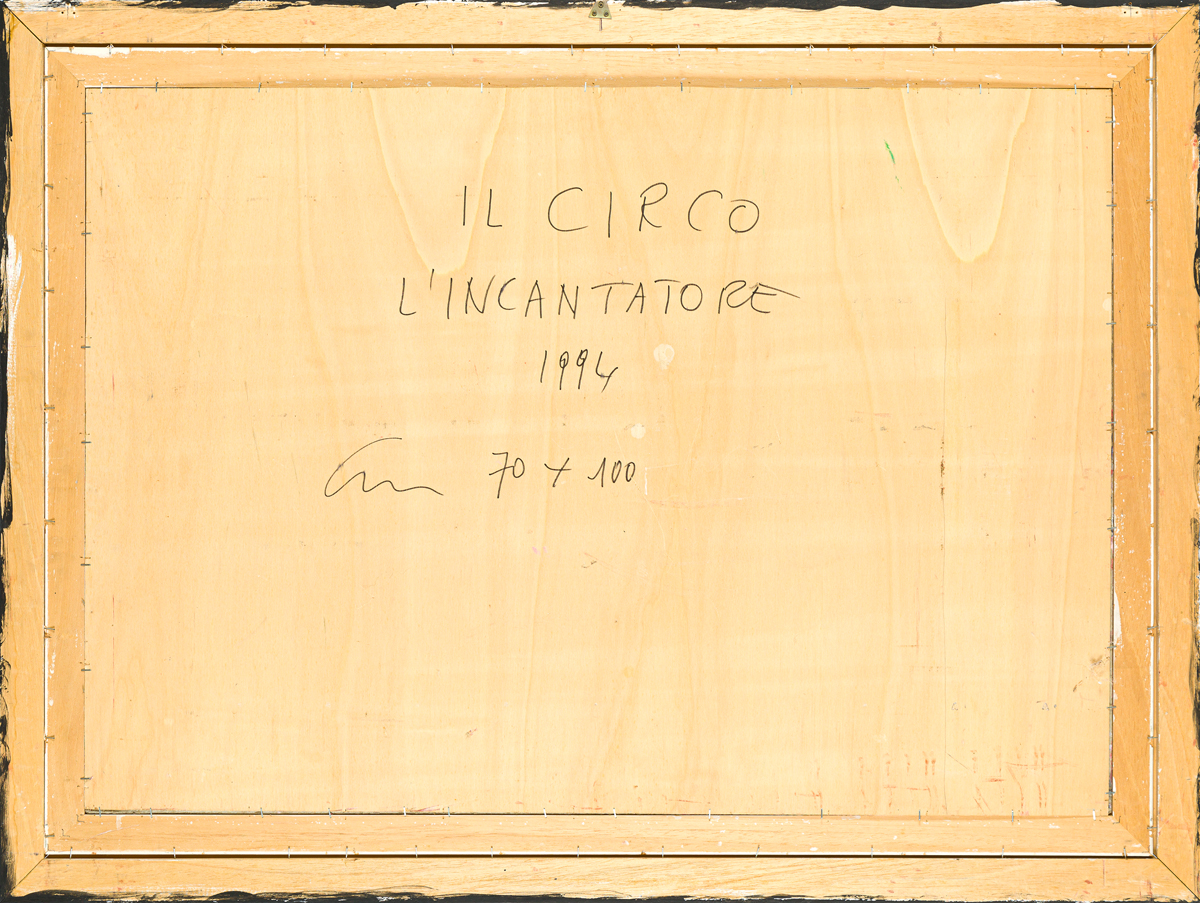 IL CIRCO
L'INCANTATORE
1994
70 x 100